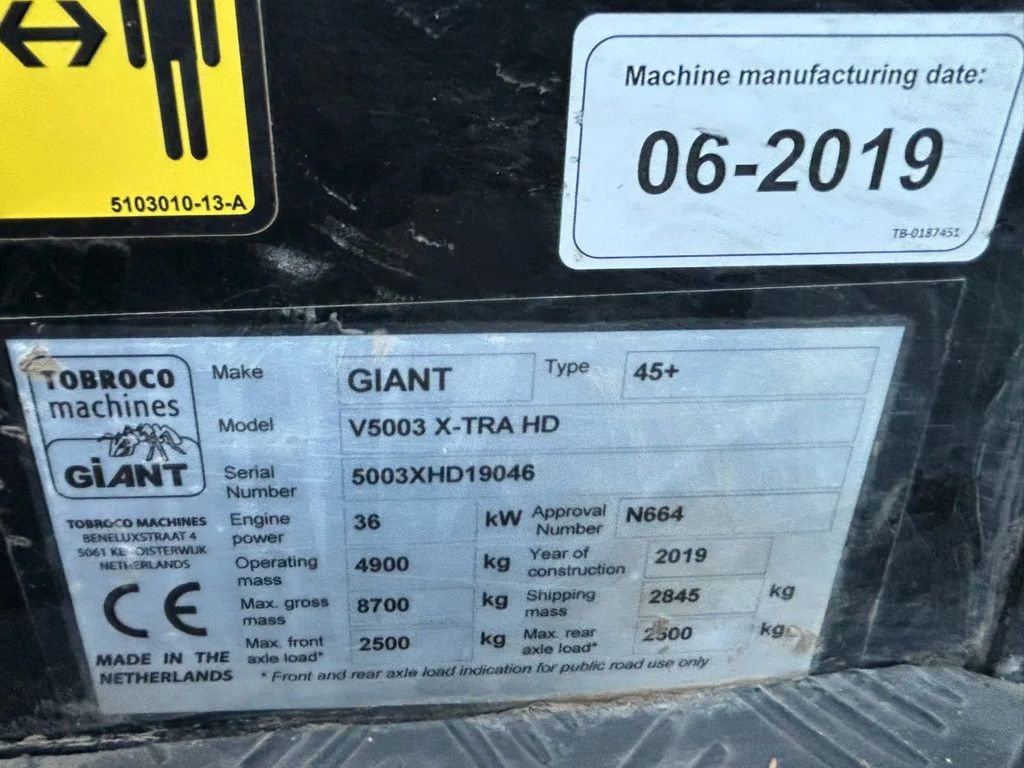 5103010-13-A
Machine manufacturing date:
06-2019
TB-0187451
TOBROCO
machines
GiANT
TOBROCO MACHINES
BENELUXSTRAAT 4
5061 OISTERWIJK
NETHERLANDS
CE
MADE IN THE
NETHERLANDS
Make GIANT Type 45+
Model V5003 X-TRA HD
Serial Number 5003XHD19046
Engine power 36 kW Approval Number N664
Operating mass 4900 kg Year of construction 2019
Max. gross mass 8700 kg Shipping mass 2845 kg
Max. front axle load* 2500 kg Max. rear axle load* 2500 kg
* Front and rear axle load indication for public road use only